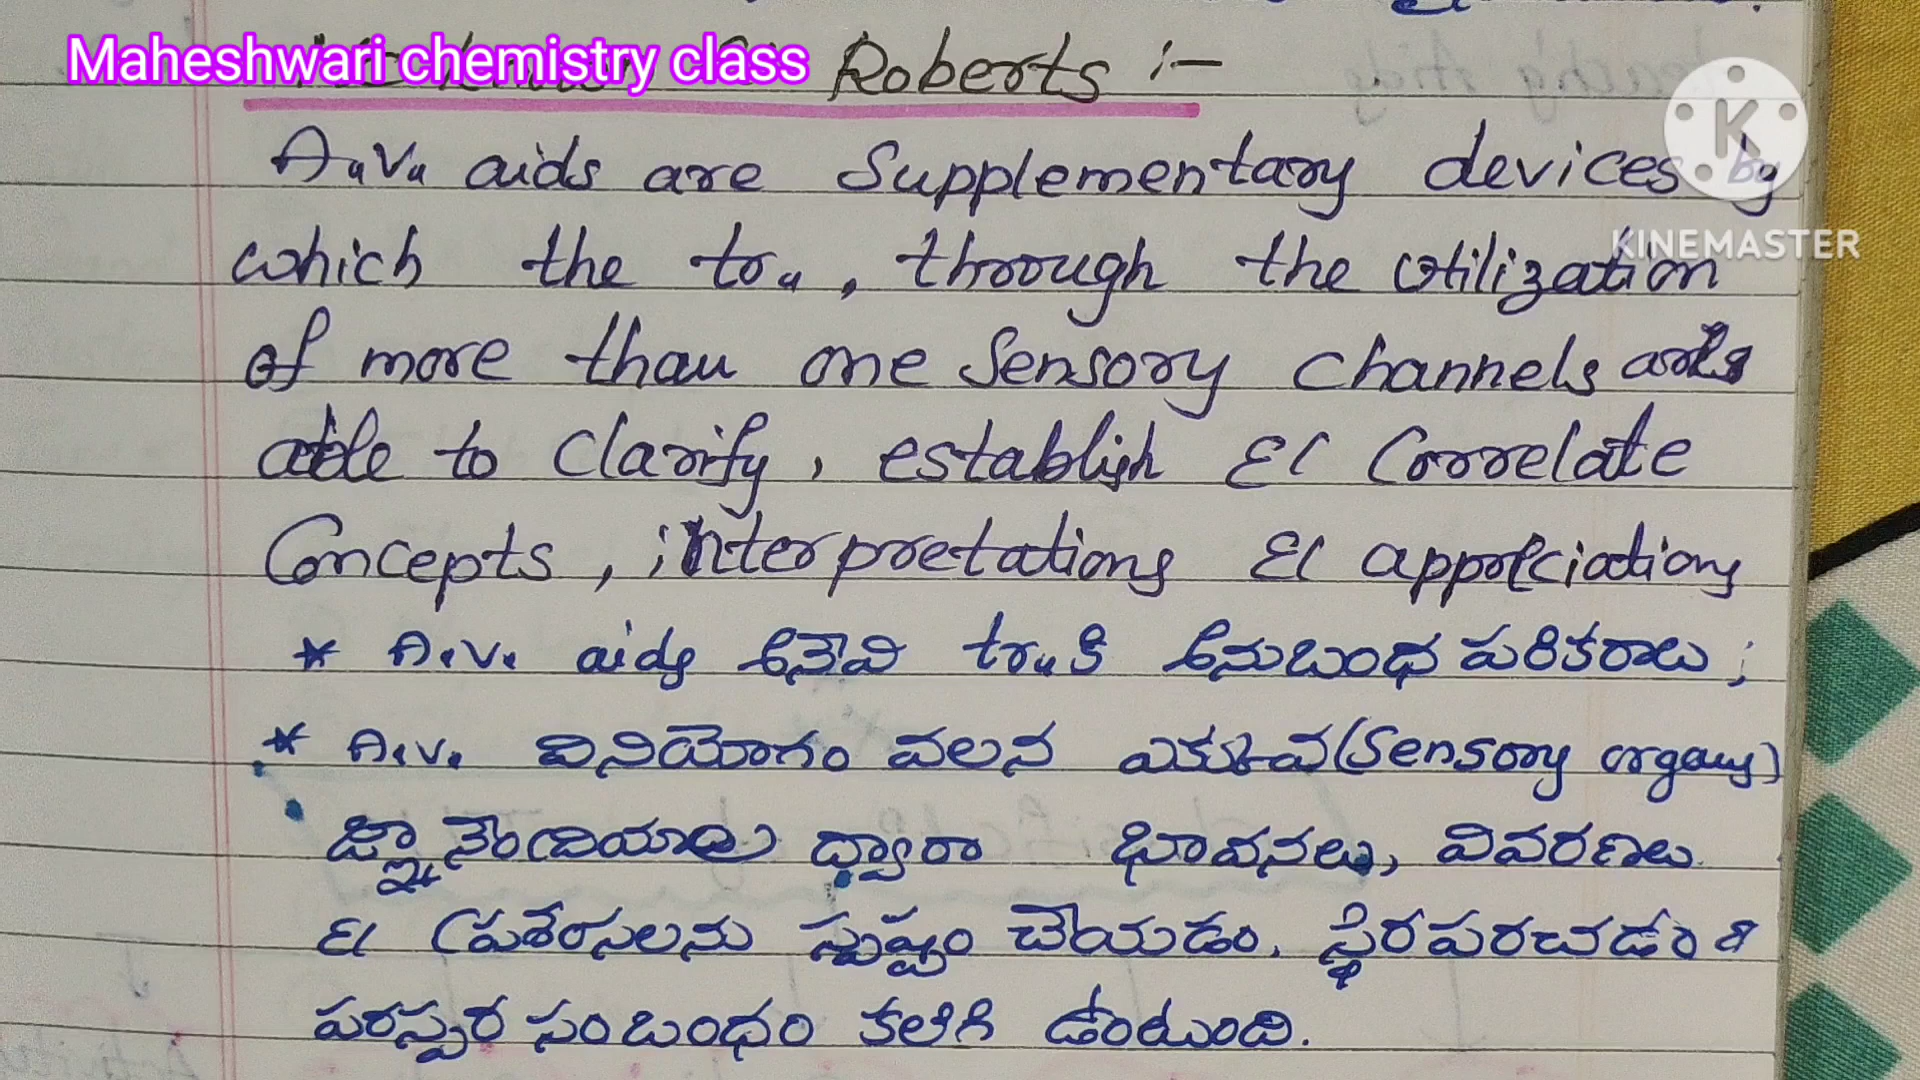 Maheshwari chemistry class
Roberts :-
A.V. aids are Supplementary devices by
K
KINEMASTER
which the tr., through the utilization
of more than one Sensory channels are
able to Clarify, establish & Correlate
Concepts, interpretations & appreciations
* A.V. aids అనేవి tr.కి అనుబంధ పరికరాలు ;
* A.V. వినియోగం వలన ఎక్కువ (Sensory organs)
జ్ఞానేంద్రియాల ద్వారా భావనలు, వివరణలు
& ప్రశంసలను స్పష్టం చేయడం, స్థిరపరచడం &
పరస్పర సంబంధం కలిగి ఉంటుంది.